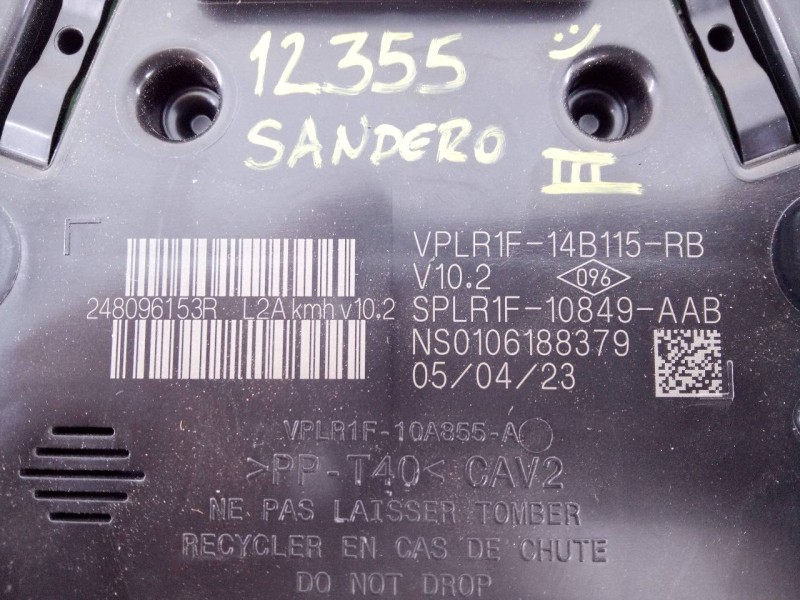 12355
SANDERO III
VPLR1F-14B115-RB
V10.2 096
248096153R L2A kmh v10.2
SPLR1F-10849-AAB
NS0106188379
05/04/23
VPLR1F-10A855-A
>PP-T40< CAV2
NE PAS LAISSER TOMBER
RECYCLER EN CAS DE CHUTE
DO NOT DROP